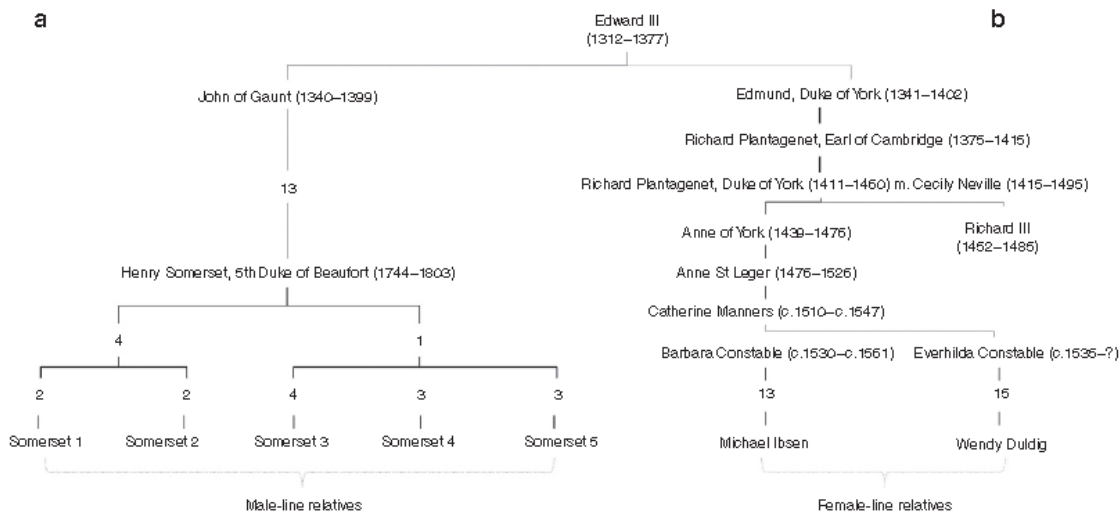 a
b
Edward III
(1312–1377)
John of Gaunt (1340–1399)
Edmund, Duke of York (1341–1402)
Richard Plantagenet, Earl of Cambridge (1375–1415)
13
Richard Plantagenet, Duke of York (1411–1460) m. Cecily Neville (1415–1495)
Anne of York (1439–1476)
Richard III
(1452–1485)
Henry Somerset, 5th Duke of Beaufort (1744–1803)
Anne St Leger (1476–1526)
Catherine Manners (c.1510–c.1547)
4
1
Barbara Constable (c.1530–c.1561)
Everhilda Constable (c.1535–?)
2
2
4
3
3
13
15
Somerset 1
Somerset 2
Somerset 3
Somerset 4
Somerset 5
Michael Ibsen
Wendy Duldig
Male-line relatives
Female-line relatives